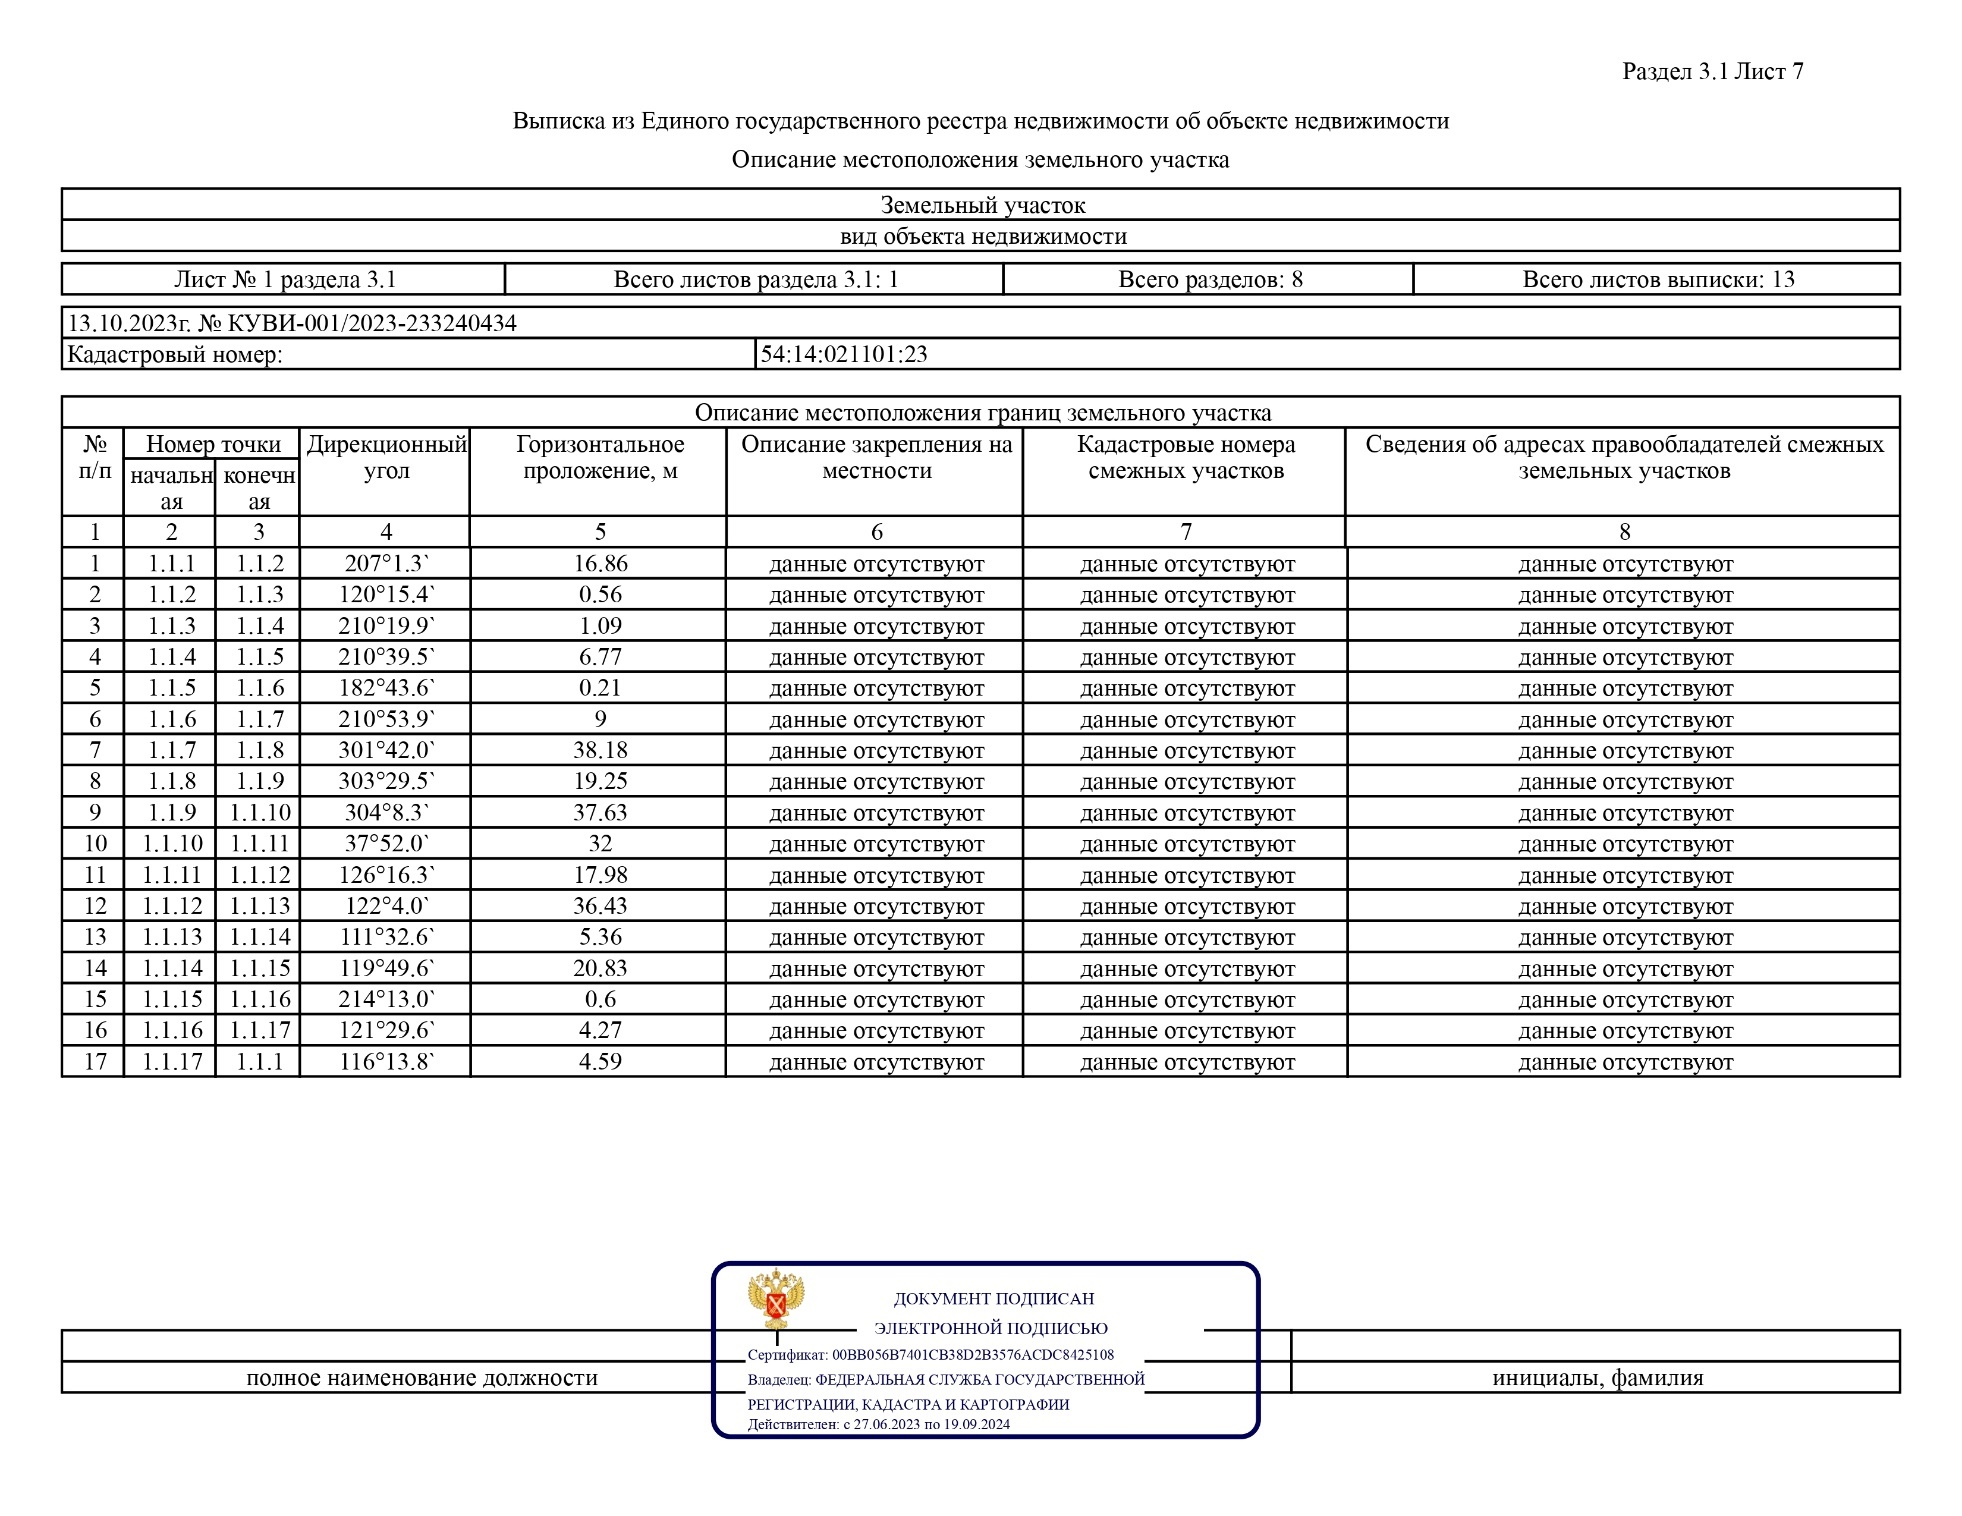 Раздел 3.1 Лист 7
Выписка из Единого государственного реестра недвижимости об объекте недвижимости
Описание местоположения земельного участка
Земельный участок
вид объекта недвижимости
Лист № 1 раздела 3.1 Всего листов раздела 3.1: 1 Всего разделов: 8 Всего листов выписки: 13
13.10.2023г. № КУВИ-001/2023-233240434
Кадастровый номер: 54:14:021101:23
Описание местоположения границ земельного участка
№ Номер точки Дирекционный Горизонтальное Описание закрепления на Кадастровые номера Сведения об адресах правообладателей смежных
п/п начальн конечн угол проложение, м местности смежных участков земельных участков
ая ая
1 2 3 4 5 6 7 8
1 1.1.1 1.1.2 207°1.3` 16.86 данные отсутствуют данные отсутствуют данные отсутствуют
2 1.1.2 1.1.3 120°15.4` 0.56 данные отсутствуют данные отсутствуют данные отсутствуют
3 1.1.3 1.1.4 210°19.9` 1.09 данные отсутствуют данные отсутствуют данные отсутствуют
4 1.1.4 1.1.5 210°39.5` 6.77 данные отсутствуют данные отсутствуют данные отсутствуют
5 1.1.5 1.1.6 182°43.6` 0.21 данные отсутствуют данные отсутствуют данные отсутствуют
6 1.1.6 1.1.7 210°53.9` 9 данные отсутствуют данные отсутствуют данные отсутствуют
7 1.1.7 1.1.8 301°42.0` 38.18 данные отсутствуют данные отсутствуют данные отсутствуют
8 1.1.8 1.1.9 303°29.5` 19.25 данные отсутствуют данные отсутствуют данные отсутствуют
9 1.1.9 1.1.10 304°8.3` 37.63 данные отсутствуют данные отсутствуют данные отсутствуют
10 1.1.10 1.1.11 37°52.0` 32 данные отсутствуют данные отсутствуют данные отсутствуют
11 1.1.11 1.1.12 126°16.3` 17.98 данные отсутствуют данные отсутствуют данные отсутствуют
12 1.1.12 1.1.13 122°4.0` 36.43 данные отсутствуют данные отсутствуют данные отсутствуют
13 1.1.13 1.1.14 111°32.6` 5.36 данные отсутствуют данные отсутствуют данные отсутствуют
14 1.1.14 1.1.15 119°49.6` 20.83 данные отсутствуют данные отсутствуют данные отсутствуют
15 1.1.15 1.1.16 214°13.0` 0.6 данные отсутствуют данные отсутствуют данные отсутствуют
16 1.1.16 1.1.17 121°29.6` 4.27 данные отсутствуют данные отсутствуют данные отсутствуют
17 1.1.17 1.1.1 116°13.8` 4.59 данные отсутствуют данные отсутствуют данные отсутствуют
ДОКУМЕНТ ПОДПИСАН
ЭЛЕКТРОННОЙ ПОДПИСЬЮ
Сертификат: 00BB056B7401CB38D2B3576ACDC8425108
Владелец: ФЕДЕРАЛЬНАЯ СЛУЖБА ГОСУДАРСТВЕННОЙ
РЕГИСТРАЦИИ, КАДАСТРА И КАРТОГРАФИИ
Действителен: с 27.06.2023 по 19.09.2024
полное наименование должности инициалы, фамилия